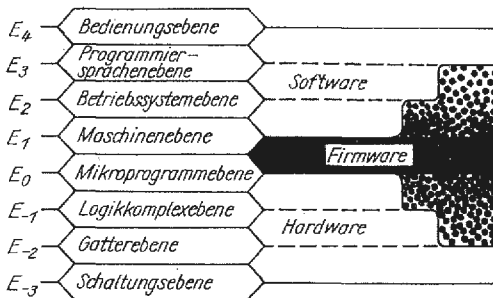 E4 Bedienungsebene
E3 Programmier-
sprachenebene
Software
E2 Betriebssystemebene
E1 Maschinenebene
Firmware
E0 Mikroprogrammebene
E-1 Logikkomplexebene
Hardware
E-2 Gatterebene
E-3 Schaltungsebene